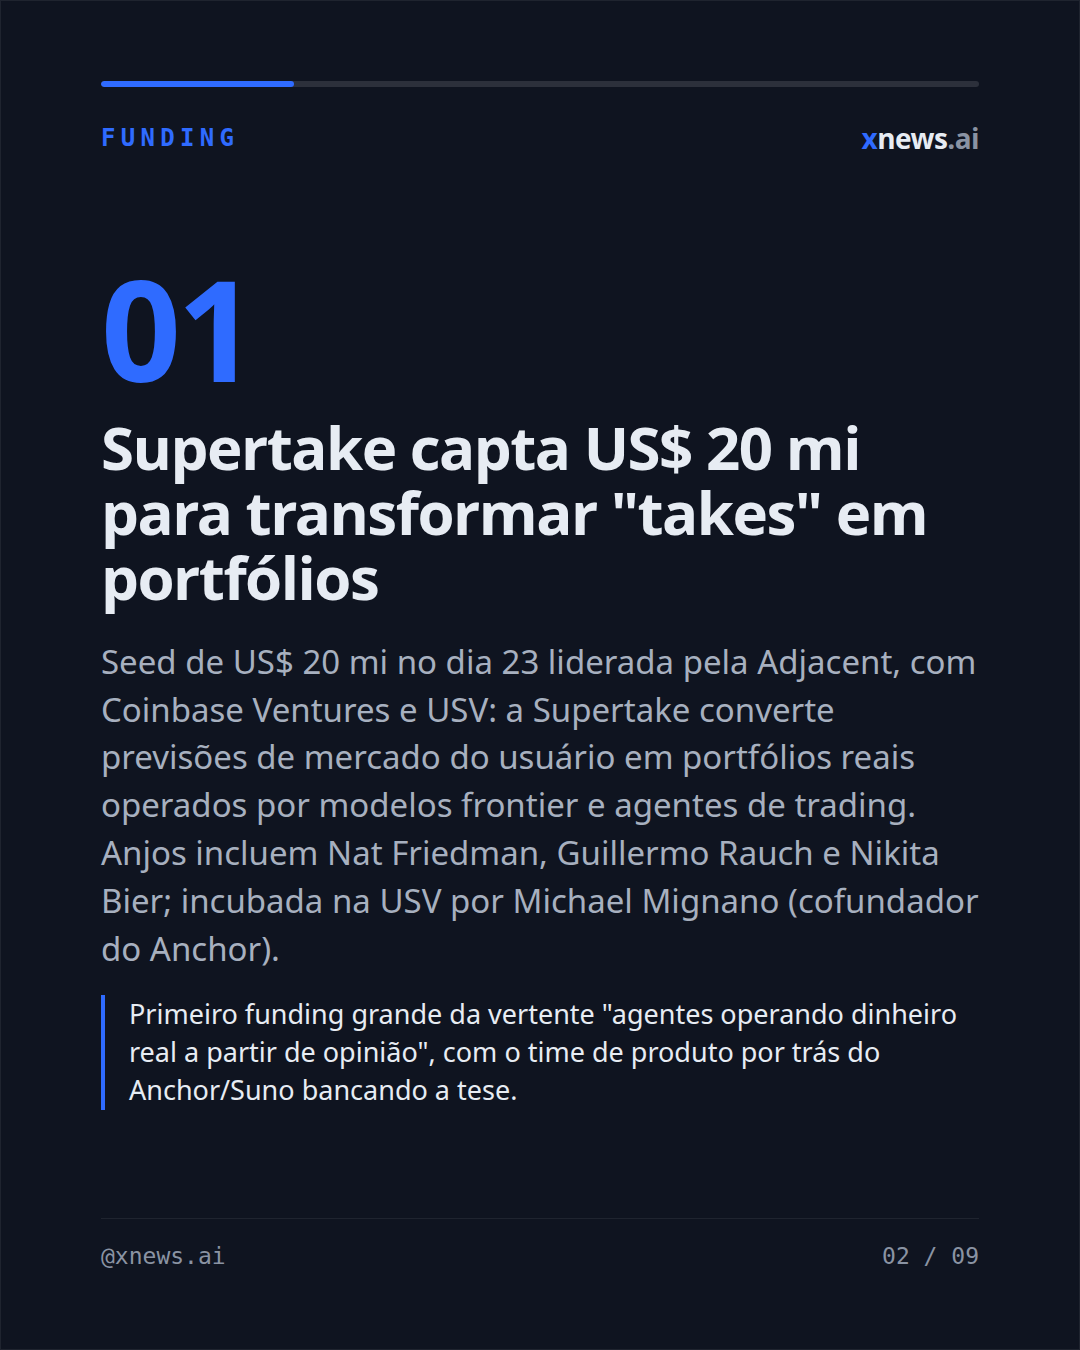 FUNDING
xnews.ai
01
Supertake capta US$ 20 mi
para transformar "takes" em
portfólios
Seed de US$ 20 mi no dia 23 liderada pela Adjacent, com
Coinbase Ventures e USV: a Supertake converte
previsões de mercado do usuário em portfólios reais
operados por modelos frontier e agentes de trading.
Anjos incluem Nat Friedman, Guillermo Rauch e Nikita
Bier; incubada na USV por Michael Mignano (cofundador
do Anchor).
Primeiro funding grande da vertente "agentes operando dinheiro
real a partir de opinião", com o time de produto por trás do
Anchor/Suno bancando a tese.
@xnews.ai
02 / 09